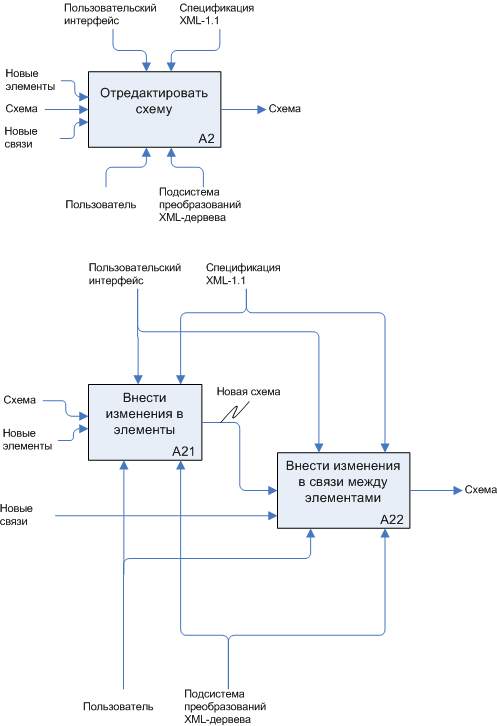 Пользовательский
интерфейс
Спецификация
XML-1.1
Новые
элементы
Схема
Новые
связи
Отредактировать
схему
A2
Схема
Пользователь
Подсистема
преобразований
XML-дервева
Пользовательский
интерфейс
Спецификация
XML-1.1
Схема
Новые
элементы
Внести
изменения в
элементы
A21
Новая схема
Новые
связи
Внести изменения
в связи между
элементами
A22
Схема
Пользователь
Подсистема
преобразований
XML-дервева